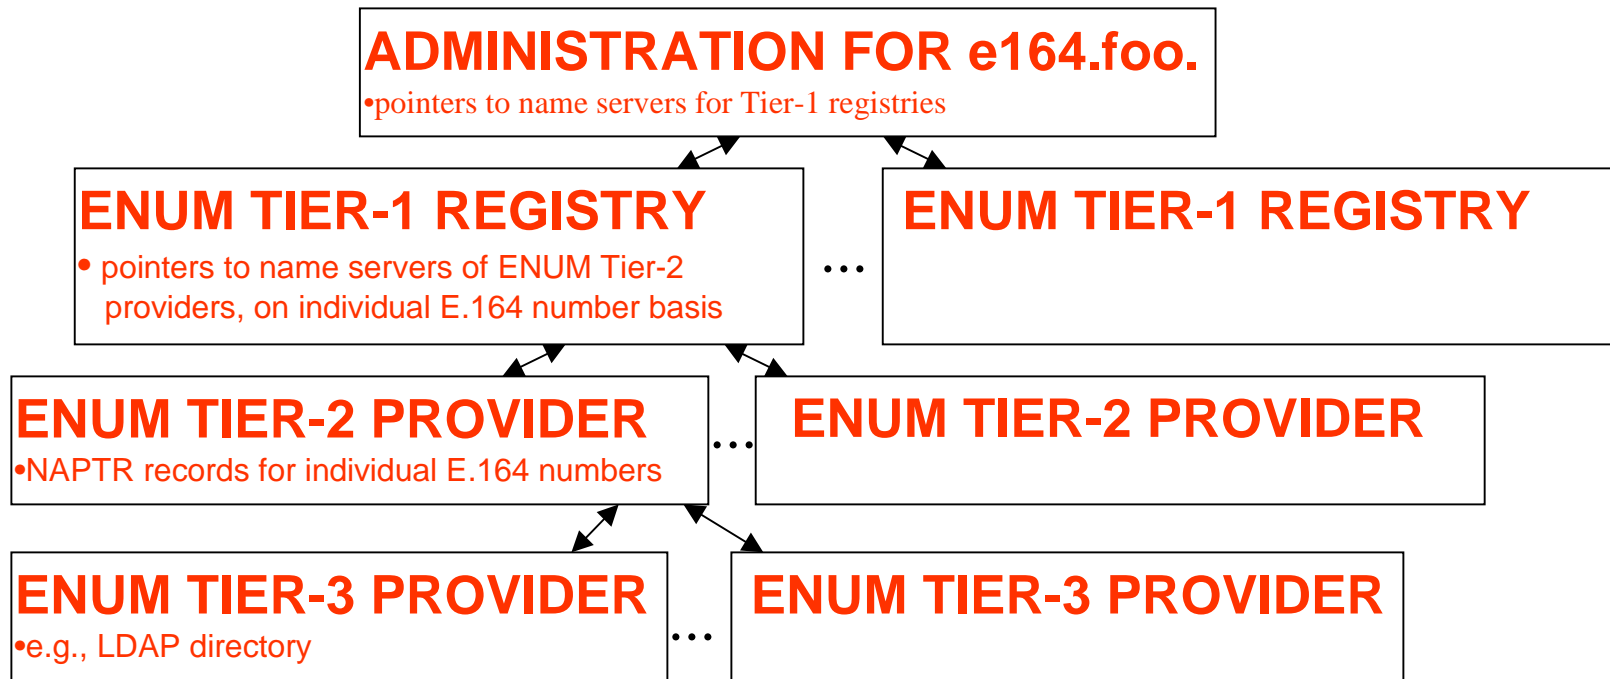 ADMINISTRATION FOR e164.foo.
•pointers to name servers for Tier-1 registries
ENUM TIER-1 REGISTRY
• pointers to name servers of ENUM Tier-2
providers, on individual E.164 number basis
...
ENUM TIER-1 REGISTRY
ENUM TIER-2 PROVIDER
•NAPTR records for individual E.164 numbers
...
ENUM TIER-2 PROVIDER
ENUM TIER-3 PROVIDER
•e.g., LDAP directory
...
ENUM TIER-3 PROVIDER